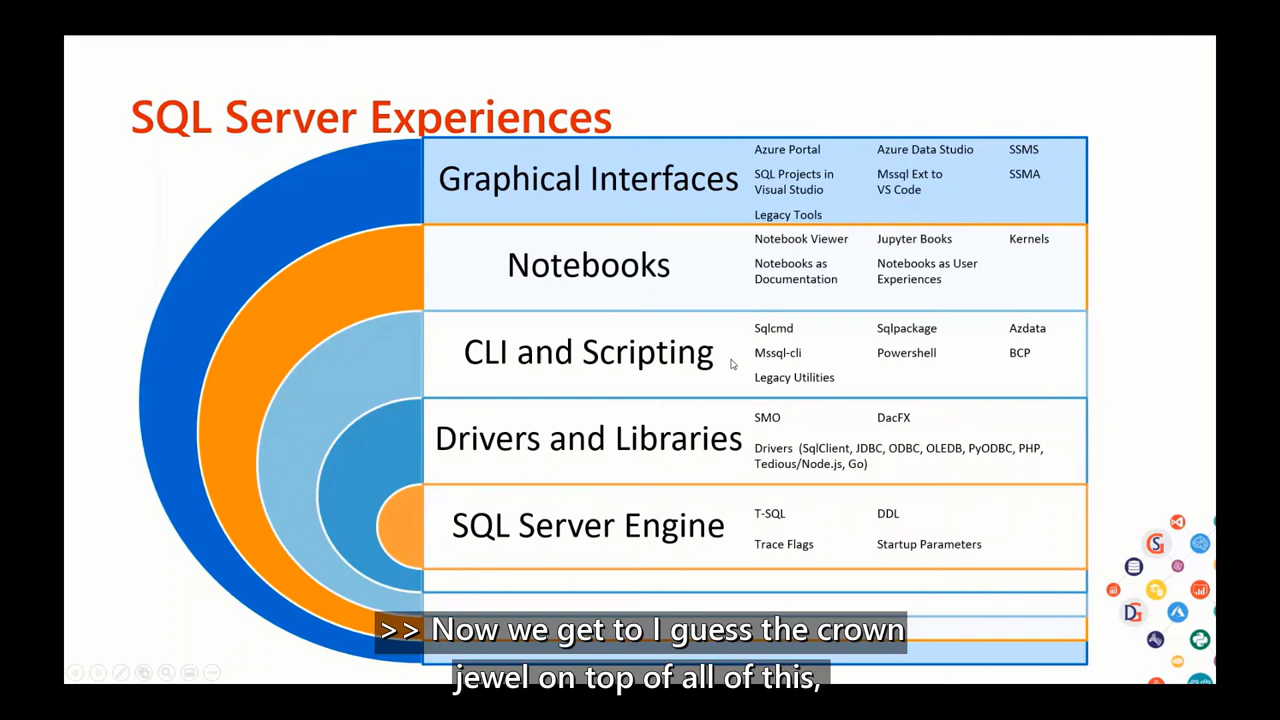 SQL Server Experiences
Graphical Interfaces
Azure Portal
Azure Data Studio
SSMS
SQL Projects in
Visual Studio
Mssql Ext to
VS Code
SSMA
Legacy Tools
Notebooks
Notebook Viewer
Jupyter Books
Kernels
Notebooks as
Documentation
Notebooks as User
Experiences
CLI and Scripting
Sqlcmd
Sqlpackage
Azdata
Mssql-cli
Powershell
BCP
Legacy Utilities
Drivers and Libraries
SMO
DacFX
Drivers (SqlClient, JDBC, ODBC, OLEDB, PyODBC, PHP,
Tedious/Node.js, Go)
SQL Server Engine
T-SQL
DDL
Trace Flags
Startup Parameters
S
DG
>> Now we get to I guess the crown
jewel on top of all of this,